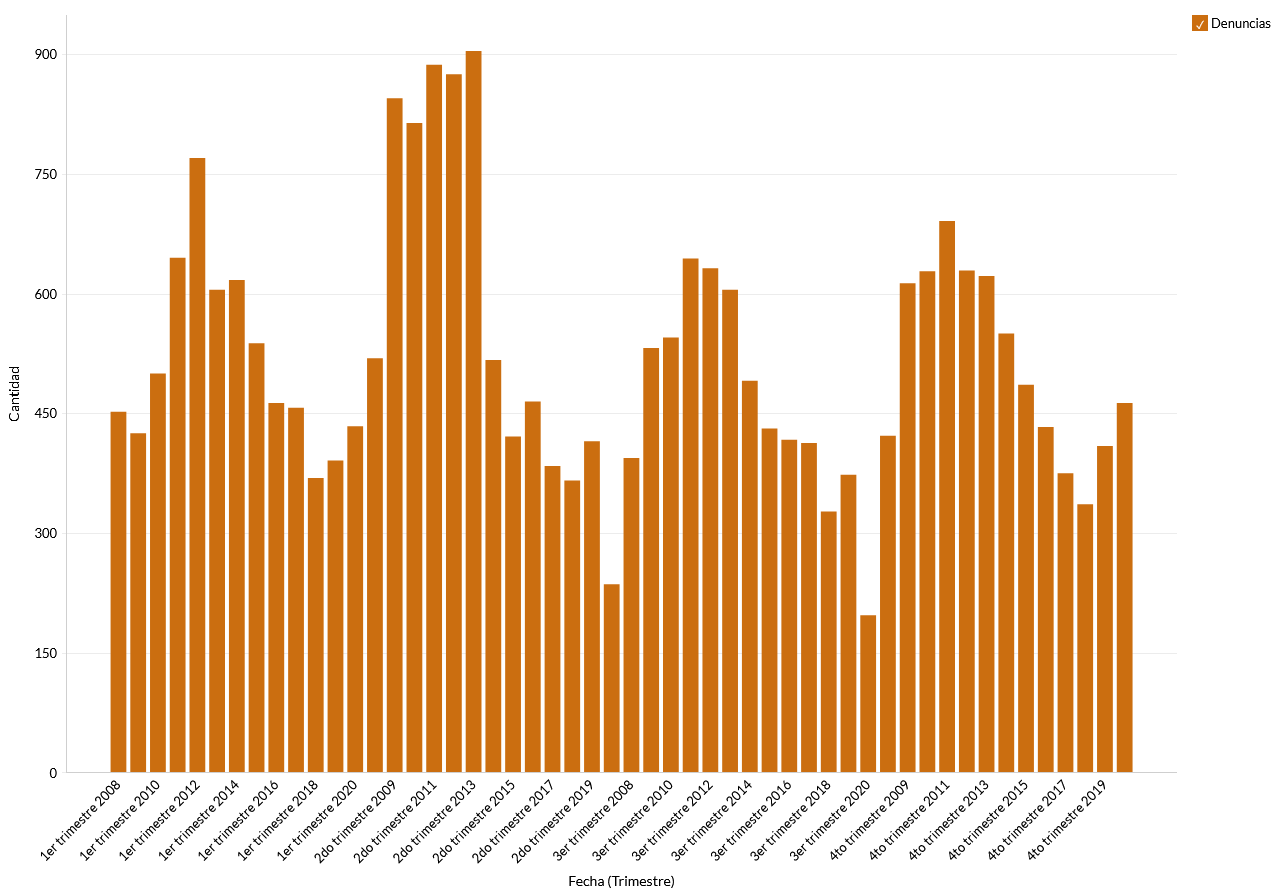 Denuncias
900
750
600
450
300
150
0
Cantidad
1er trimestre 2008
1er trimestre 2010
1er trimestre 2012
1er trimestre 2014
1er trimestre 2016
1er trimestre 2018
1er trimestre 2020
2do trimestre 2009
2do trimestre 2011
2do trimestre 2013
2do trimestre 2015
2do trimestre 2017
2do trimestre 2019
3er trimestre 2008
3er trimestre 2010
3er trimestre 2012
3er trimestre 2014
3er trimestre 2016
3er trimestre 2018
3er trimestre 2020
4to trimestre 2009
4to trimestre 2011
4to trimestre 2013
4to trimestre 2015
4to trimestre 2017
4to trimestre 2019
Fecha (Trimestre)